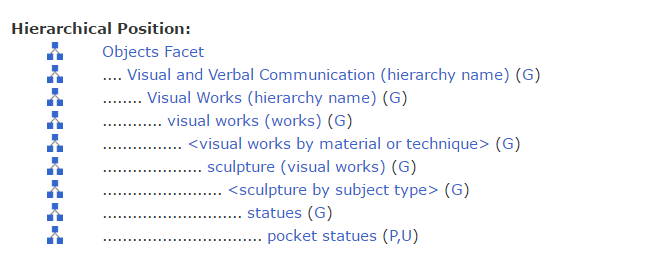 Hierarchical Position:
Objects Facet
.... Visual and Verbal Communication (hierarchy name) (G)
........ Visual Works (hierarchy name) (G)
............ visual works (works) (G)
................ <visual works by material or technique> (G)
.................... sculpture (visual works) (G)
........................ <sculpture by subject type> (G)
............................ statues (G)
................................ pocket statues (P,U)